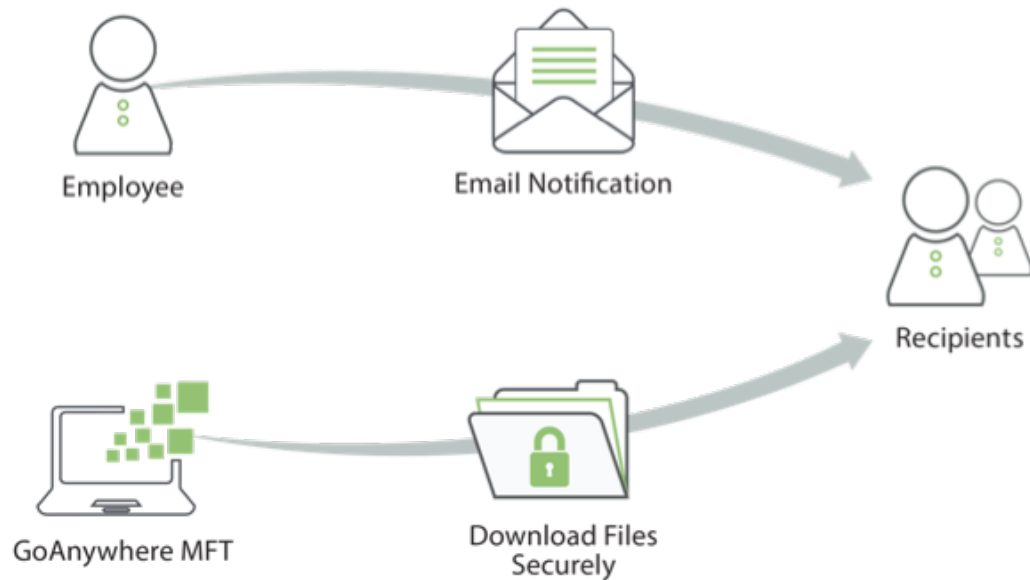 Employee
Email Notification
Recipients
GoAnywhere MFT
Download Files
Securely